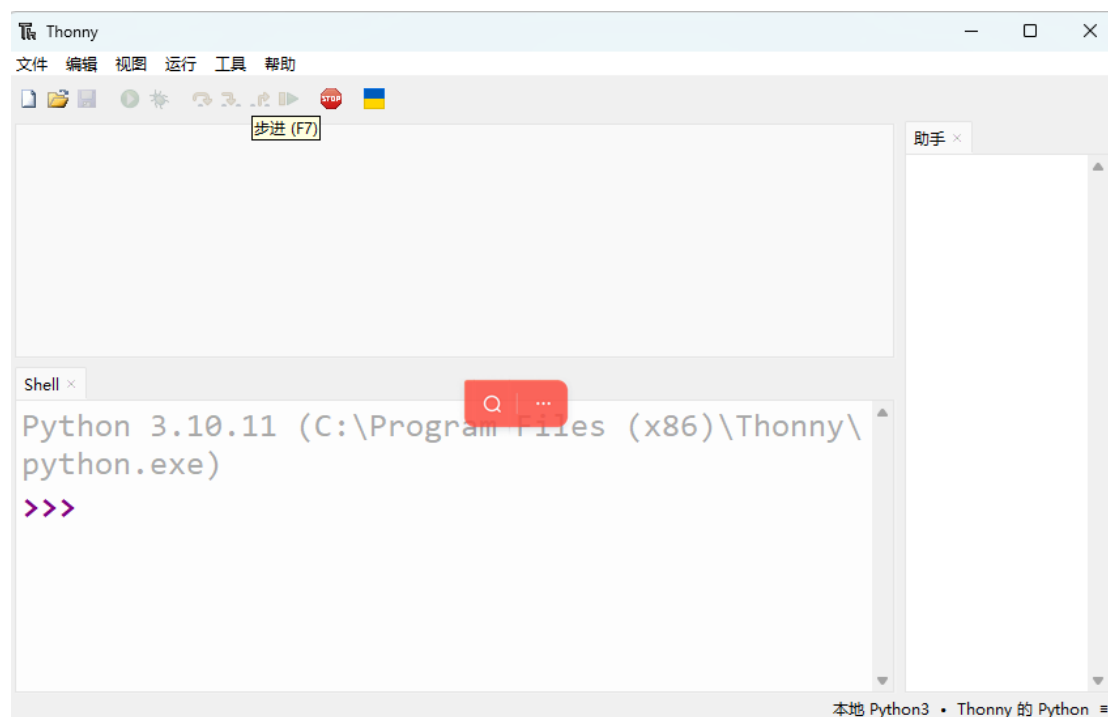 Thonny
文件 编辑 视图 运行 工具 帮助
STOP
步进 (F7)
助手
Shell
Python 3.10.11 (C:\Program Files (x86)\Thonny\
python.exe)
>>>
本地 Python3 • Thonny 的 Python ≡